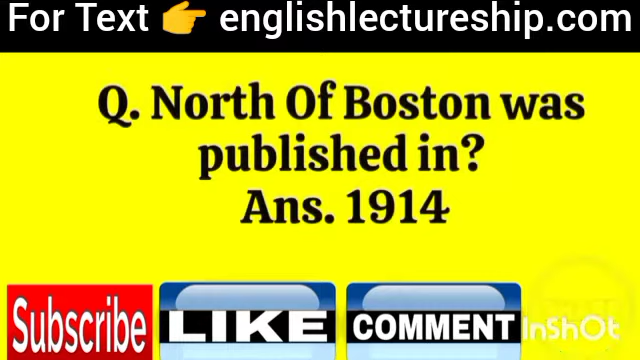 For Text 👉 englishlectureship.com
Q. North Of Boston was
published in?
Ans. 1914
Subscribe LIKE COMMENT InShOt